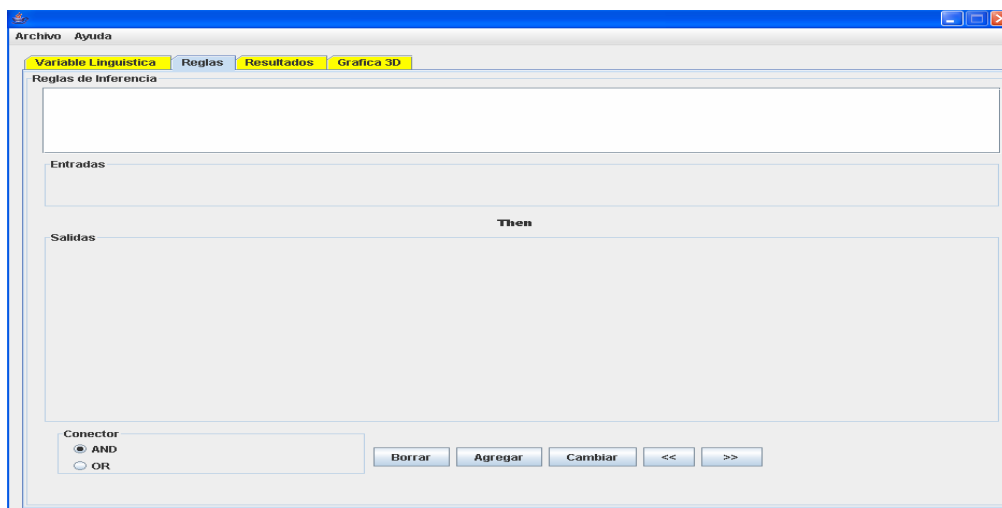 Archivo Ayuda
Variable Linguistica Reglas Resultados Grafica 3D
Reglas de Inferencia
Entradas
Then
Salidas
Conector
AND
OR
Borrar Agregar Cambiar << >>